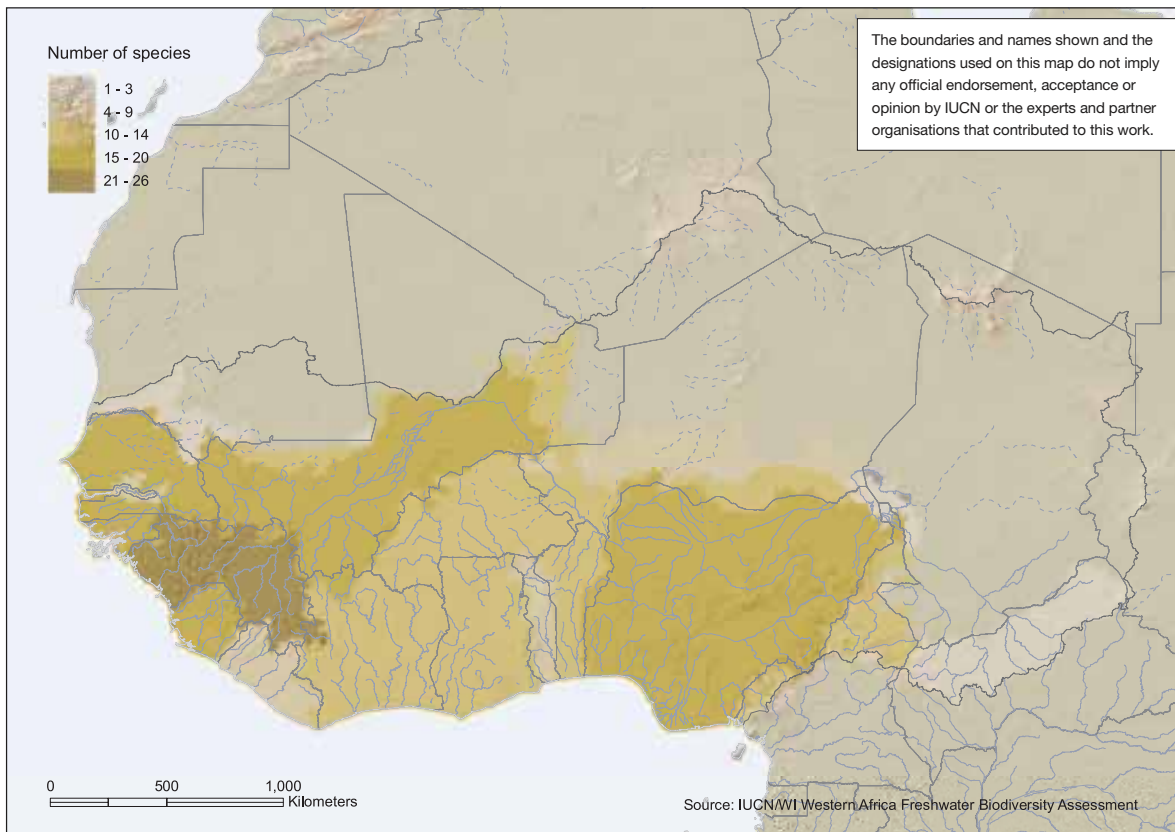 Number of species
1 - 3
4 - 9
10 - 14
15 - 20
21 - 26
The boundaries and names shown and the
designations used on this map do not imply
any official endorsement, acceptance or
opinion by IUCN or the experts and partner
organisations that contributed to this work.
0 500 1,000
Kilometers
Source: IUCN/WI Western Africa Freshwater Biodiversity Assessment